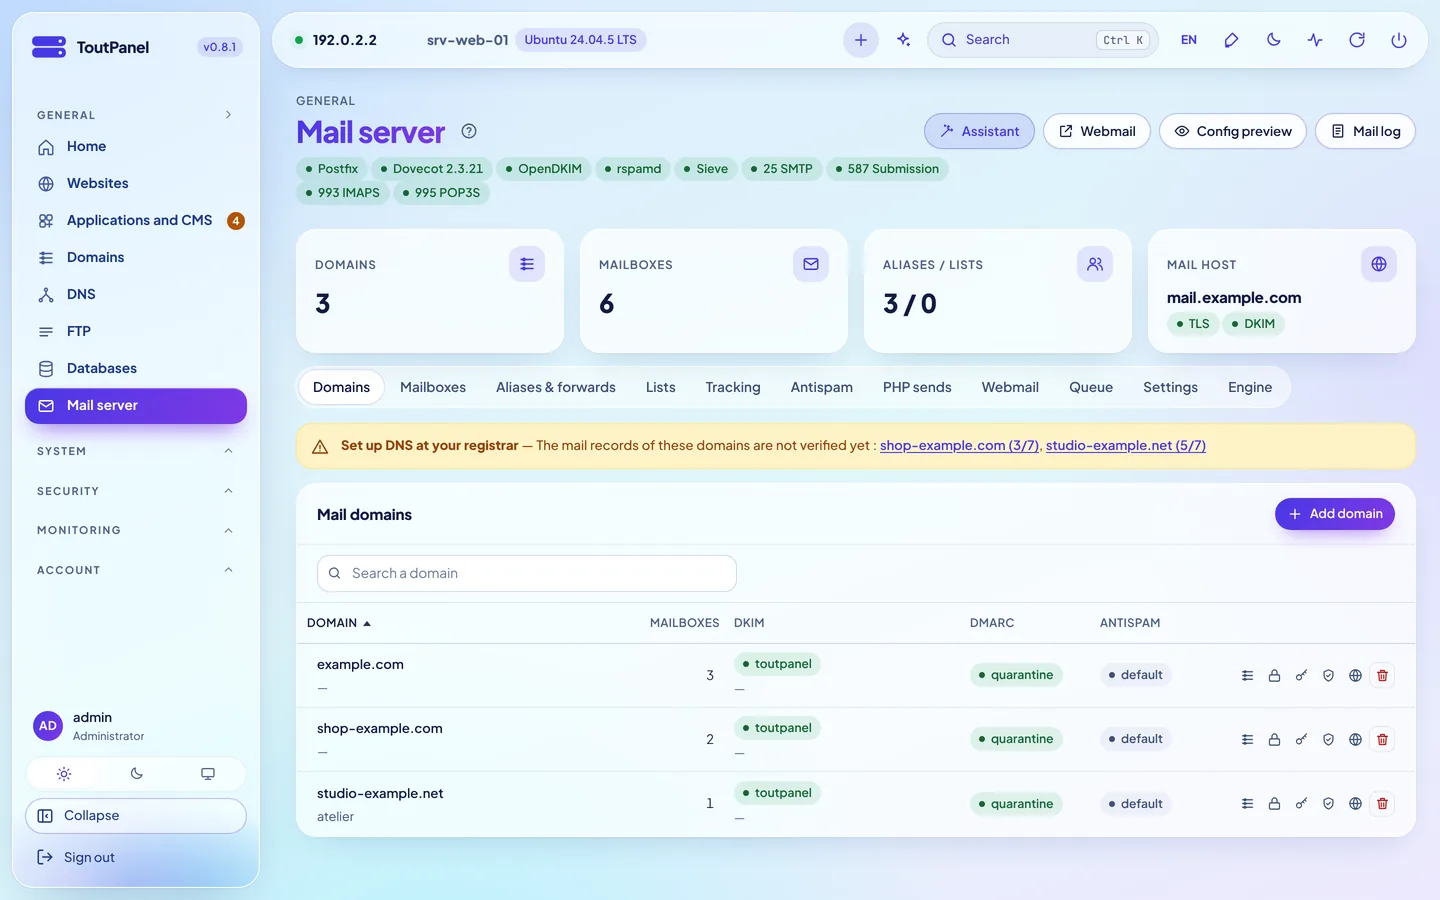 ToutPanel
v0.8.1
GENERAL
Home
Websites
Applications and CMS
4
Domains
DNS
FTP
Databases
Mail server
SYSTEM
SECURITY
MONITORING
ACCOUNT
AD
admin
Administrator
Collapse
Sign out
192.0.2.2
srv-web-01
Ubuntu 24.04.5 LTS
Search
Ctrl K
EN
GENERAL
Mail server
Assistant
Webmail
Config preview
Mail log
Postfix
Dovecot 2.3.21
OpenDKIM
rspamd
Sieve
25 SMTP
587 Submission
993 IMAPS
995 POP3S
DOMAINS
3
MAILBOXES
6
ALIASES / LISTS
3 / 0
MAIL HOST
mail.example.com
TLS
DKIM
Domains
Mailboxes
Aliases & forwards
Lists
Tracking
Antispam
PHP sends
Webmail
Queue
Settings
Engine
Set up DNS at your registrar — The mail records of these domains are not verified yet : shop-example.com (3/7), studio-example.net (5/7)
Mail domains
Add domain
Search a domain
DOMAIN
MAILBOXES
DKIM
DMARC
ANTISPAM
example.com
—
3
toutpanel
—
quarantine
default
shop-example.com
—
2
toutpanel
—
quarantine
default
studio-example.net
atelier
1
toutpanel
—
quarantine
default